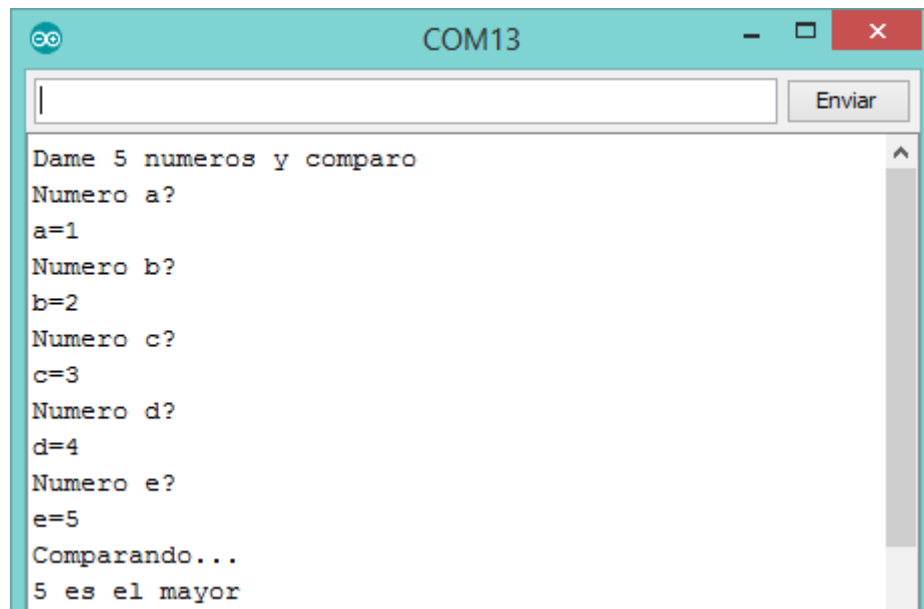 COM13
Enviar
Dame 5 numeros y comparo
Numero a?
a=1
Numero b?
b=2
Numero c?
c=3
Numero d?
d=4
Numero e?
e=5
Comparando...
5 es el mayor